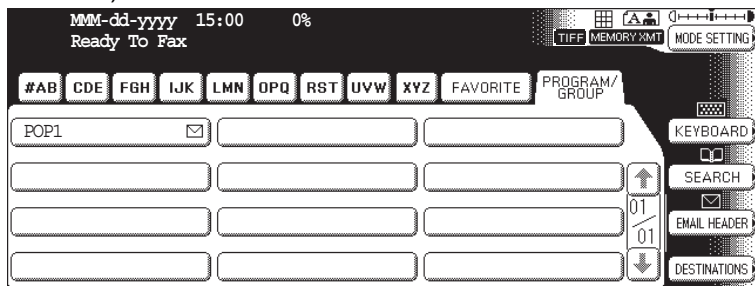 MMM-dd-yyyy 15:00 0%
Ready To Fax
TIFF MEMORY XMT MODE SETTING
#AB CDE FGH IJK LMN OPQ RST UVW XYZ FAVORITE PROGRAM/
GROUP
POP1
KEYBOARD
SEARCH
01
EMAIL HEADER
01
DESTINATIONS